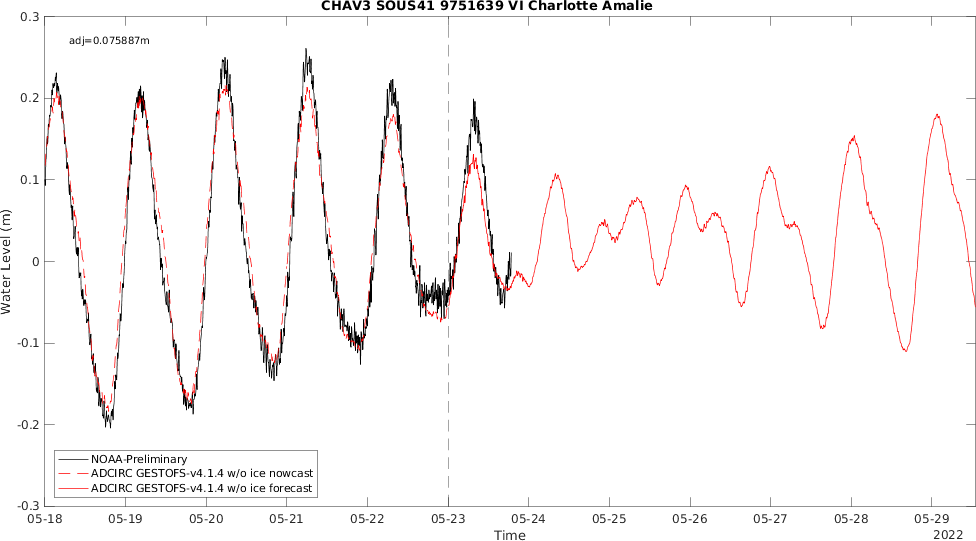 CHAV3 SOUS41 9751639 VI Charlotte Amalie
adj=0.075887m
0.3
0.2
0.1
0
-0.1
-0.2
-0.3
Water Level (m)
NOAA-Preliminary
ADCIRC GESTOFS-v4.1.4 w/o ice nowcast
ADCIRC GESTOFS-v4.1.4 w/o ice forecast
05-18 05-19 05-20 05-21 05-22 05-23 05-24 05-25 05-26 05-27 05-28 05-29
Time
2022